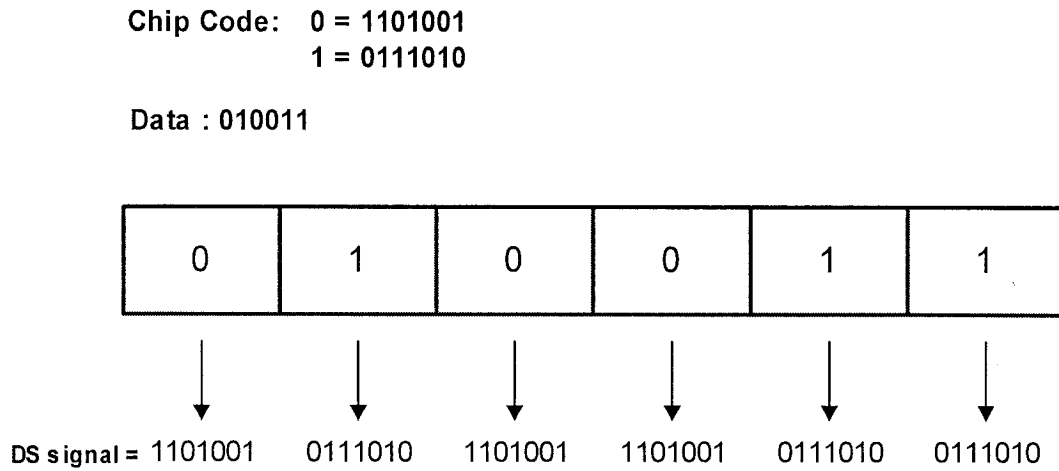 Chip Code: 0 = 1101001
1 = 0111010
Data : 010011
0 1 0 0 1 1
DS signal = 1101001 0111010 1101001 1101001 0111010 0111010